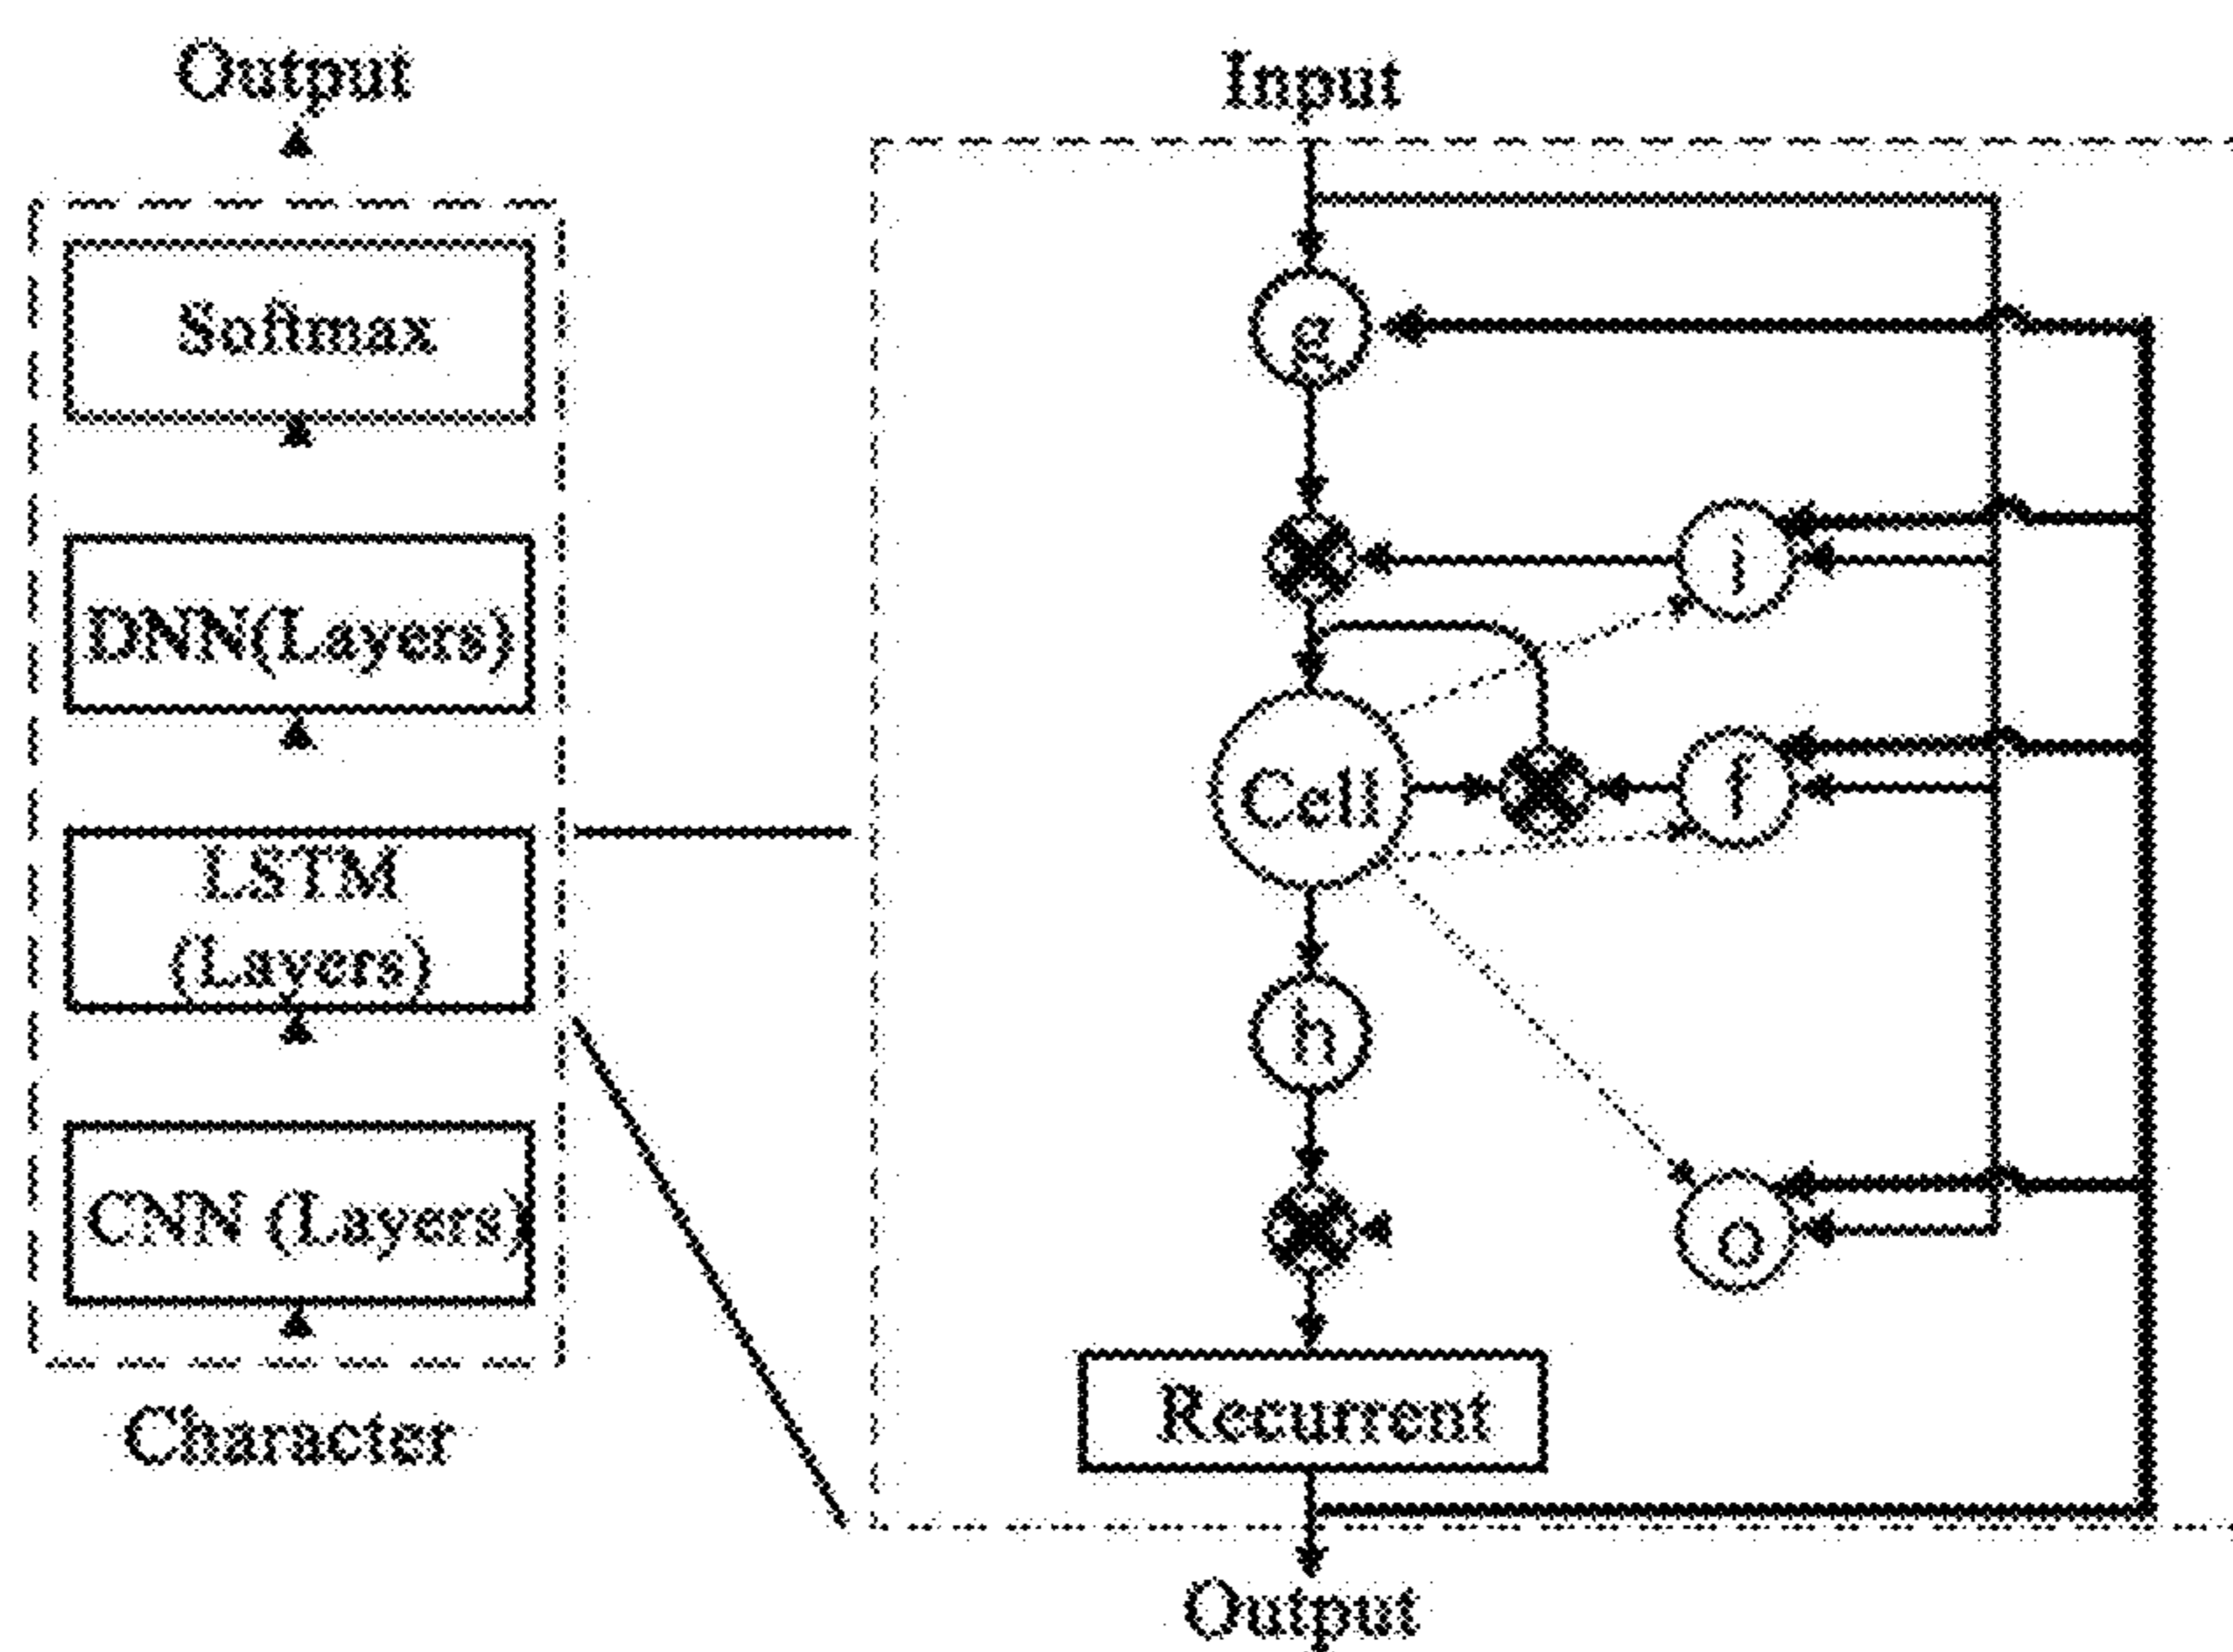 Output
Softmax
DNN(Layers)
LSTM
(Layers)
CNN (Layers)
Character
Input
g
i
Cell
f
h
o
Recurrent
Output